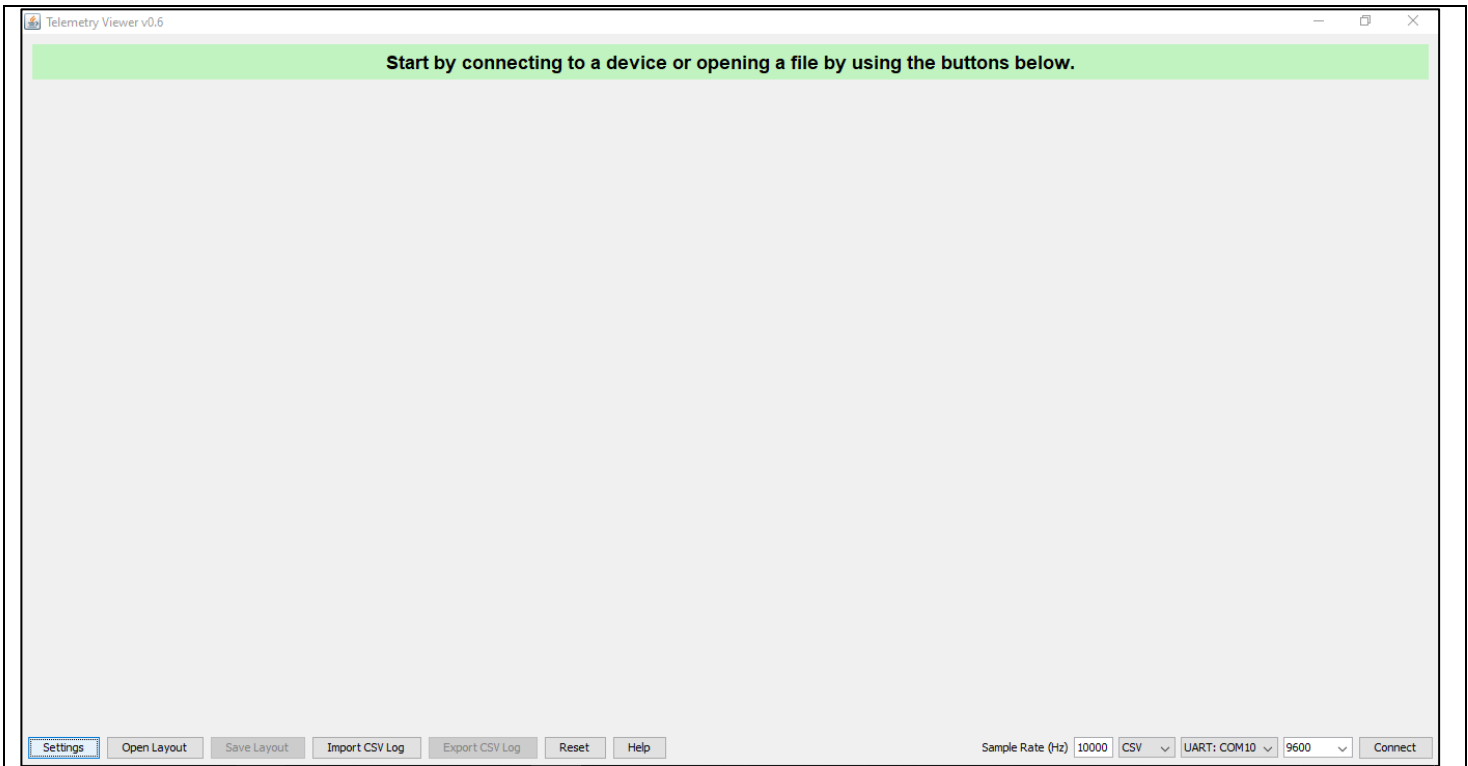 Telemetry Viewer v0.6
Start by connecting to a device or opening a file by using the buttons below.
Settings Open Layout Save Layout Import CSV Log Export CSV Log Reset Help Sample Rate (Hz) 10000 CSV UART: COM10 9600 Connect